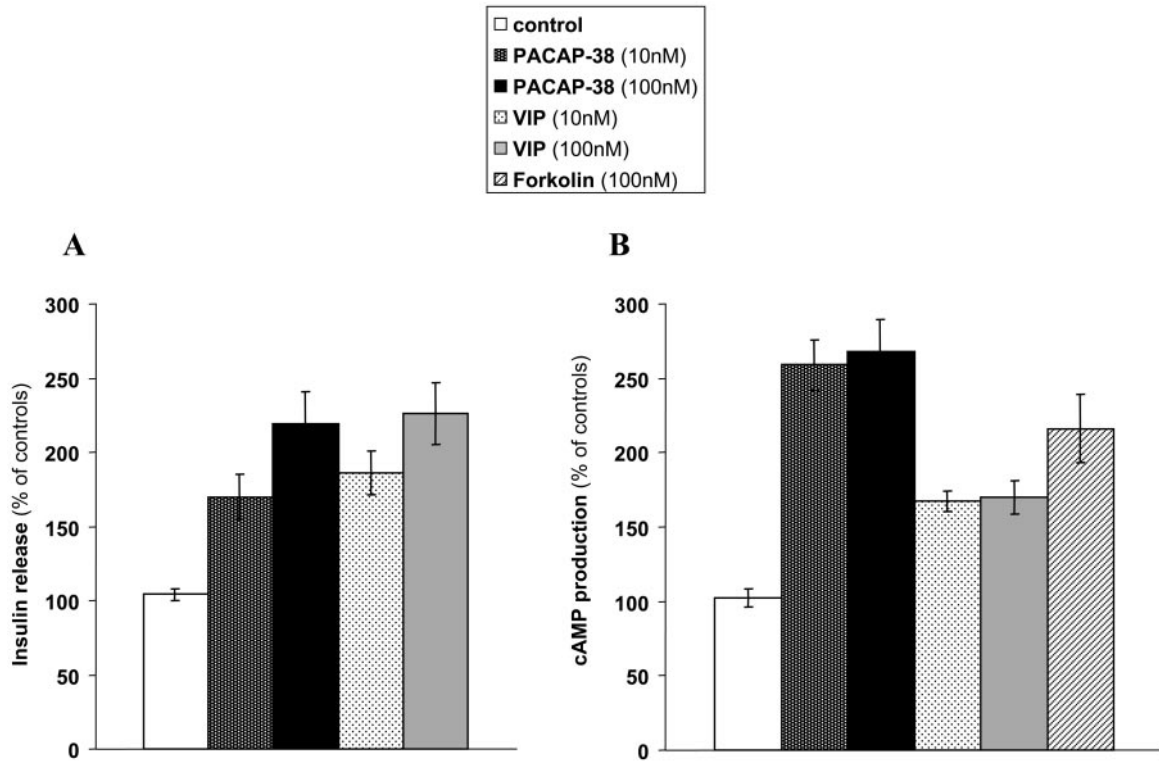 control
PACAP-38 (10nM)
PACAP-38 (100nM)
VIP (10nM)
VIP (100nM)
Forkolin (100nM)
A
B
Insulin release (% of controls)
300
250
200
150
100
50
0
cAMP production (% of controls)
300
250
200
150
100
50
0